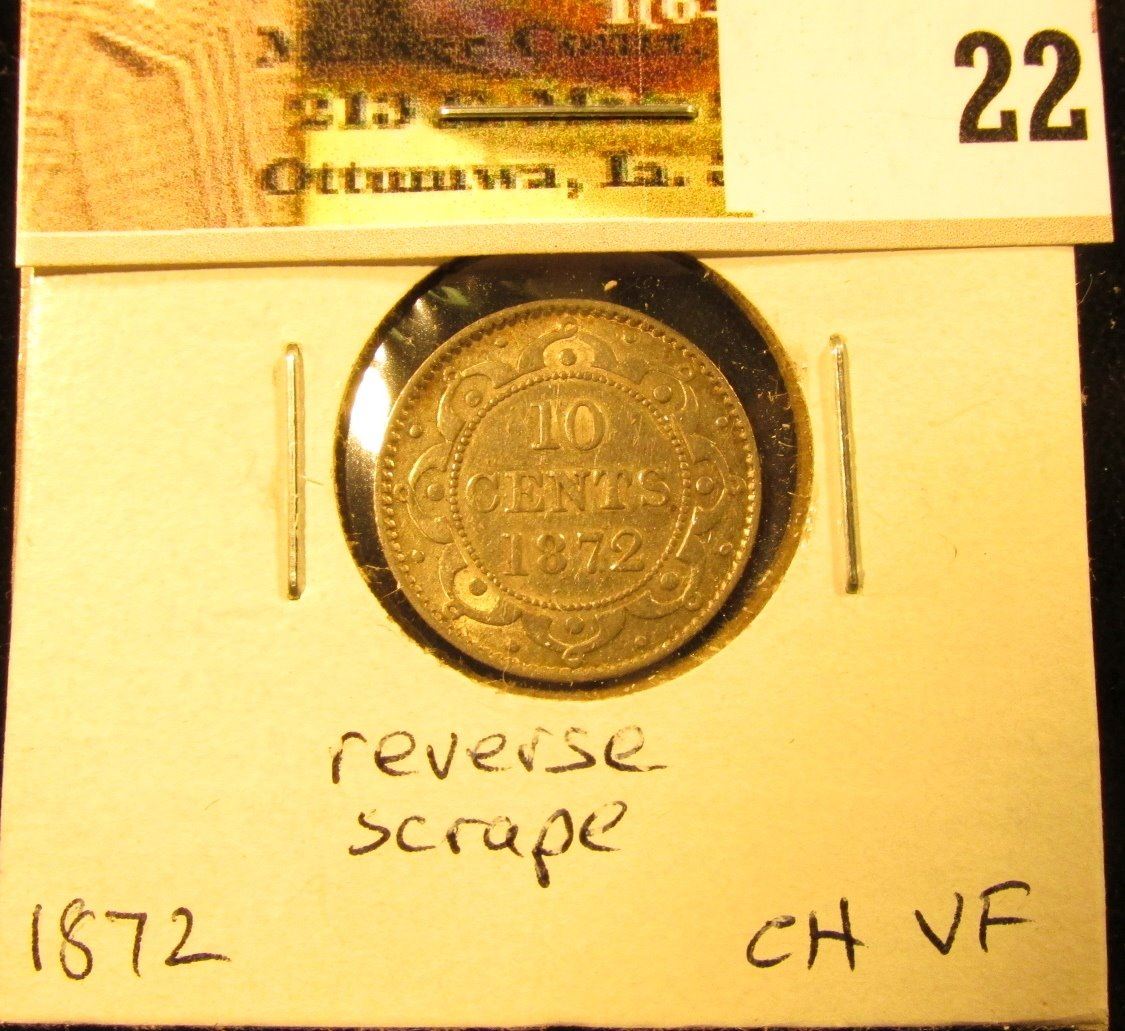 22
Ottumwa, Ia.
10
CENTS
1872
reverse
scrape
1872
CH VF